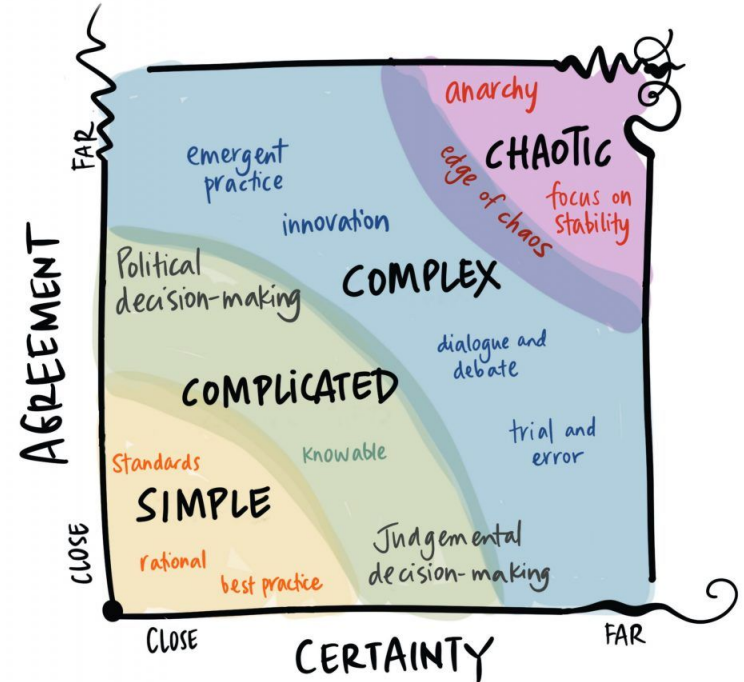 anarchy
CHAOTIC
focus on
stability
edge of chaos
FAR
emergent
practice
innovation
COMPLEX
Political
decision-making
dialogue and
debate
COMPLICATED
trial and
error
Knowable
Standards
SIMPLE
rational
best practice
Judgemental
decision-making
AGREEMENT
CLOSE
CLOSE
FAR
CERTAINTY